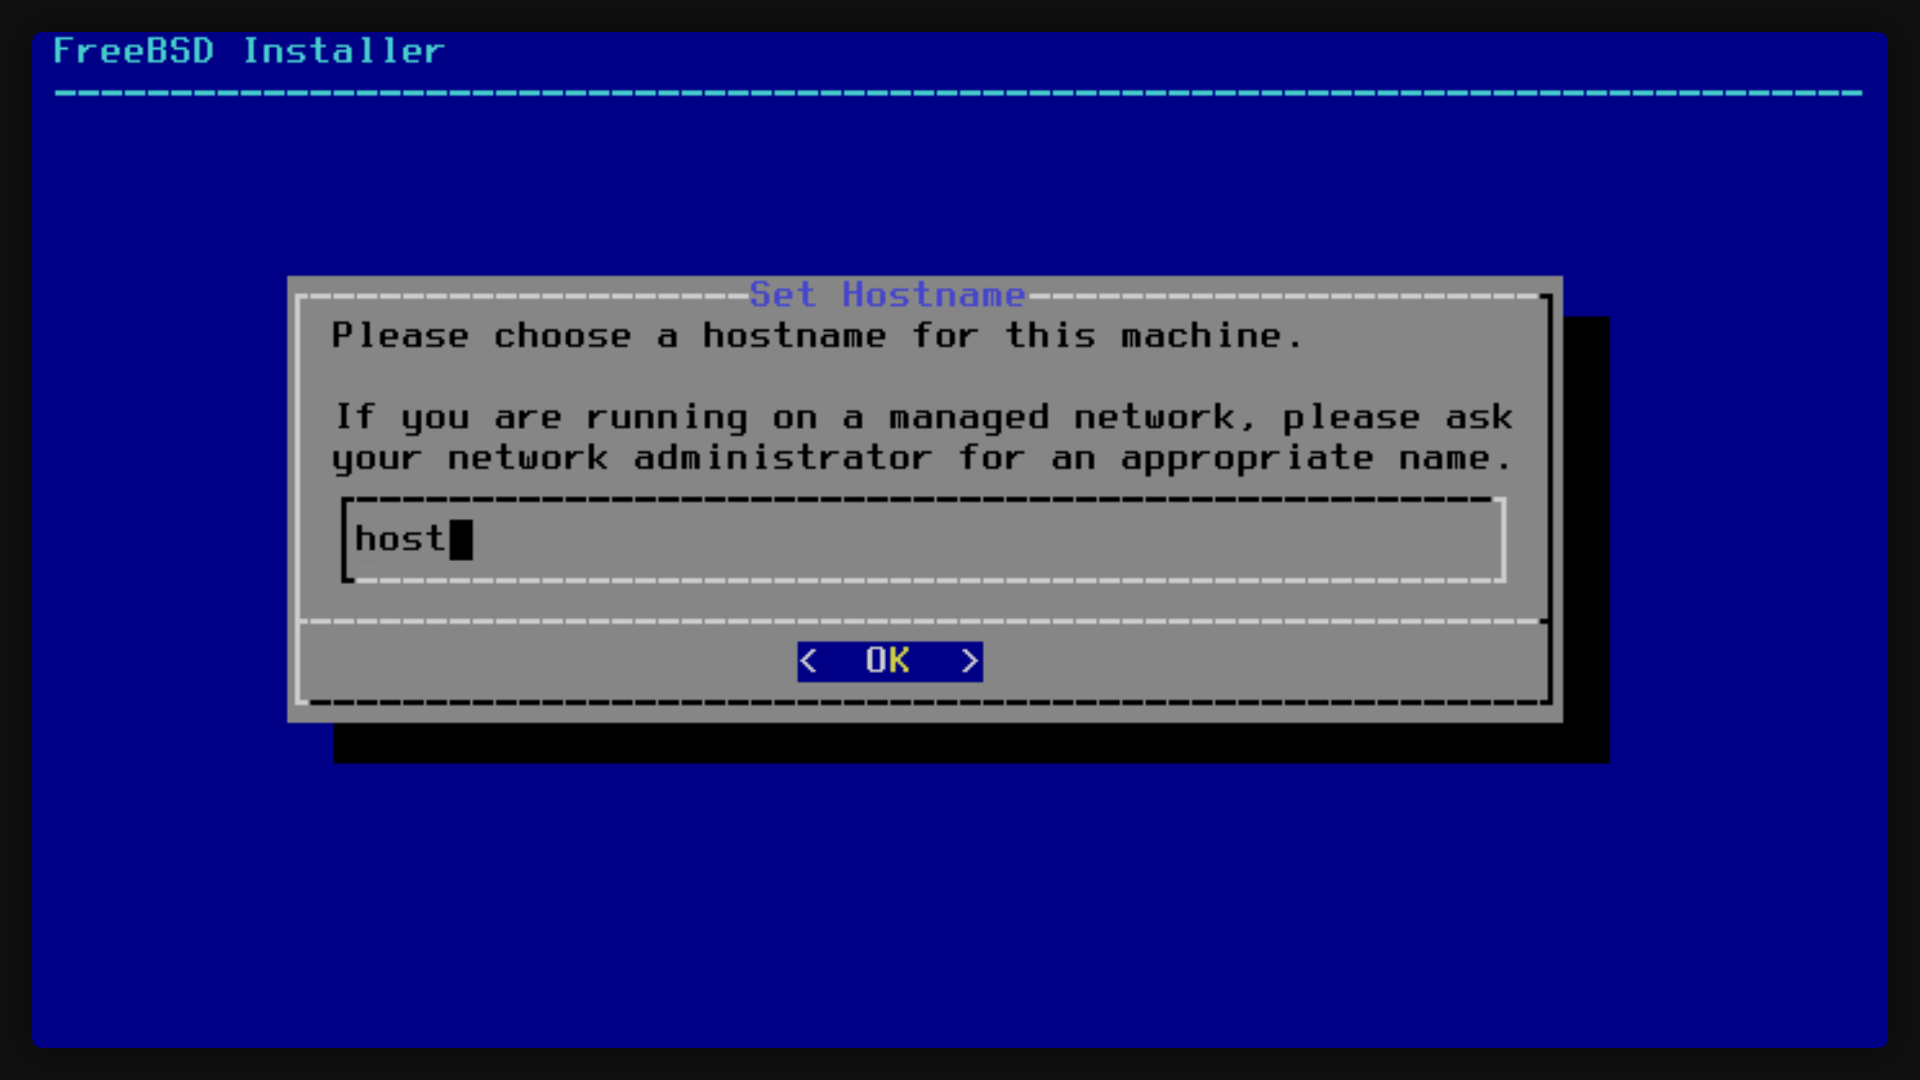 FreeBSD Installer
Set Hostname
Please choose a hostname for this machine.
If you are running on a managed network, please ask
your network administrator for an appropriate name.
host
< OK >